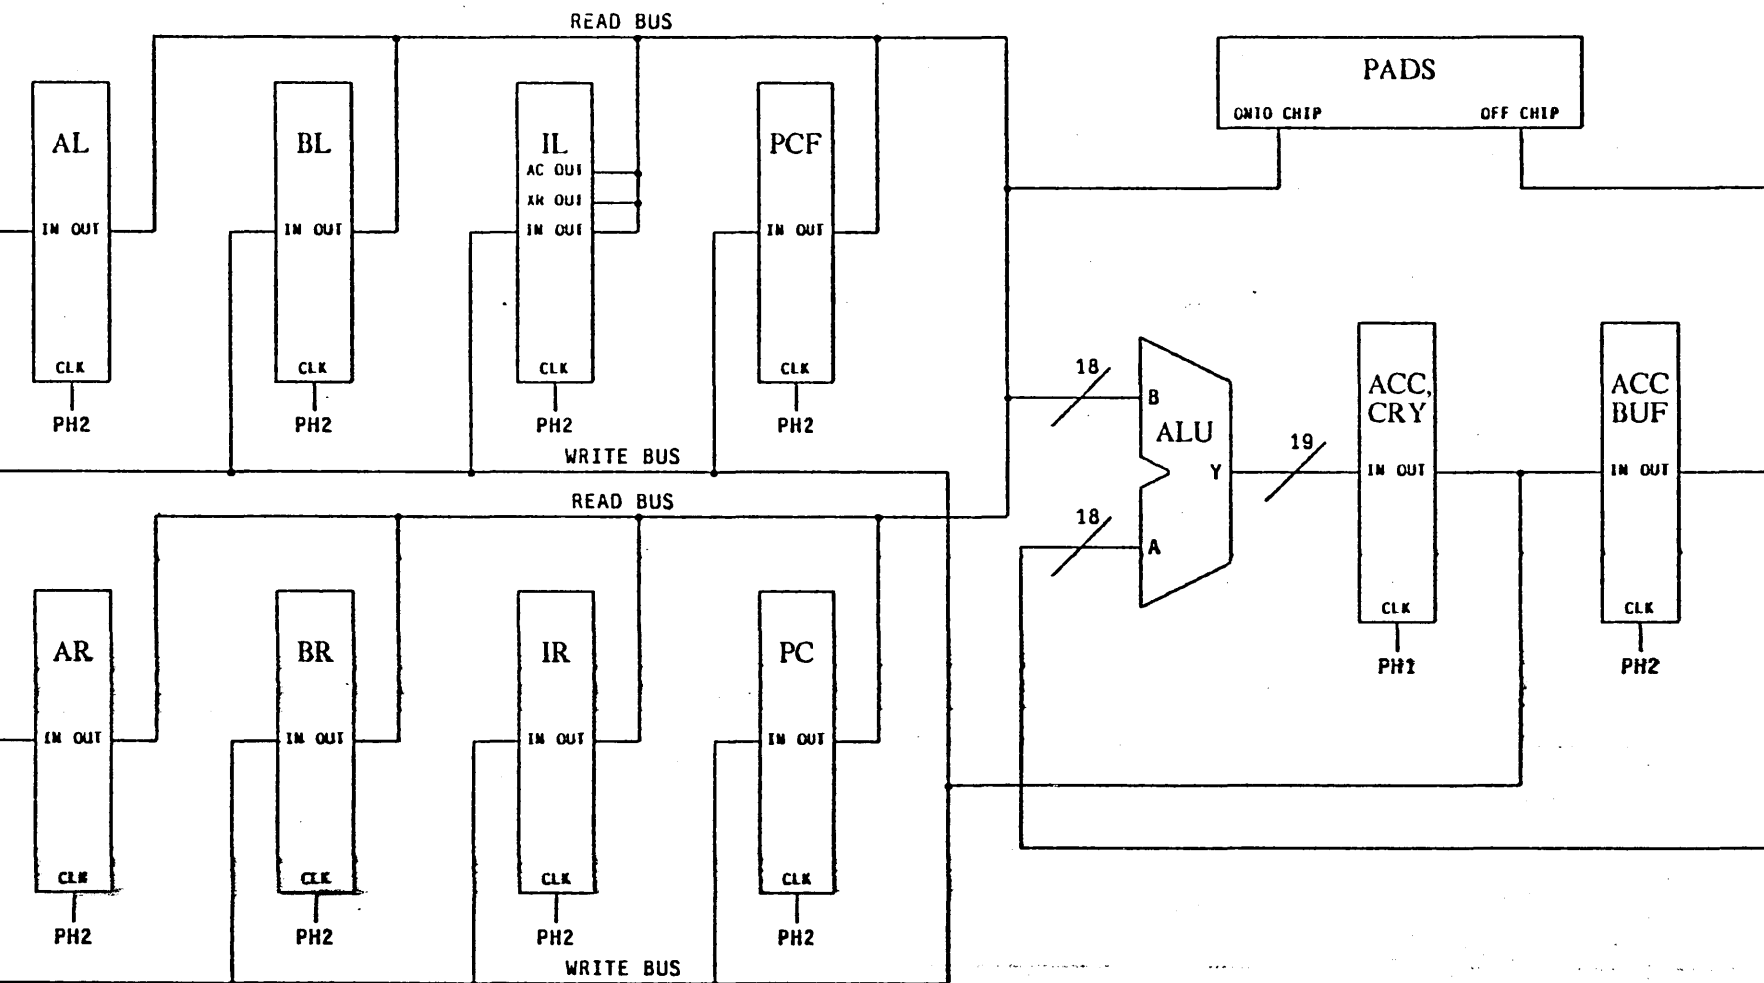 READ BUS
PADS
ONTO CHIP OFF CHIP
AL
IN OUT
CLK
PH2
BL
IN OUT
CLK
PH2
IL
AC OUT
XR OUT
IN OUT
CLK
PH2
PCF
IN OUT
CLK
PH2
WRITE BUS
READ BUS
18
B
ALU
Y
18
A
19
ACC,
CRY
IN OUT
CLK
PH1
ACC
BUF
IN OUT
CLK
PH2
AR
IN OUT
CLK
PH2
BR
IN OUT
CLK
PH2
IR
IN OUT
CLK
PH2
PC
IN OUT
CLK
PH2
WRITE BUS